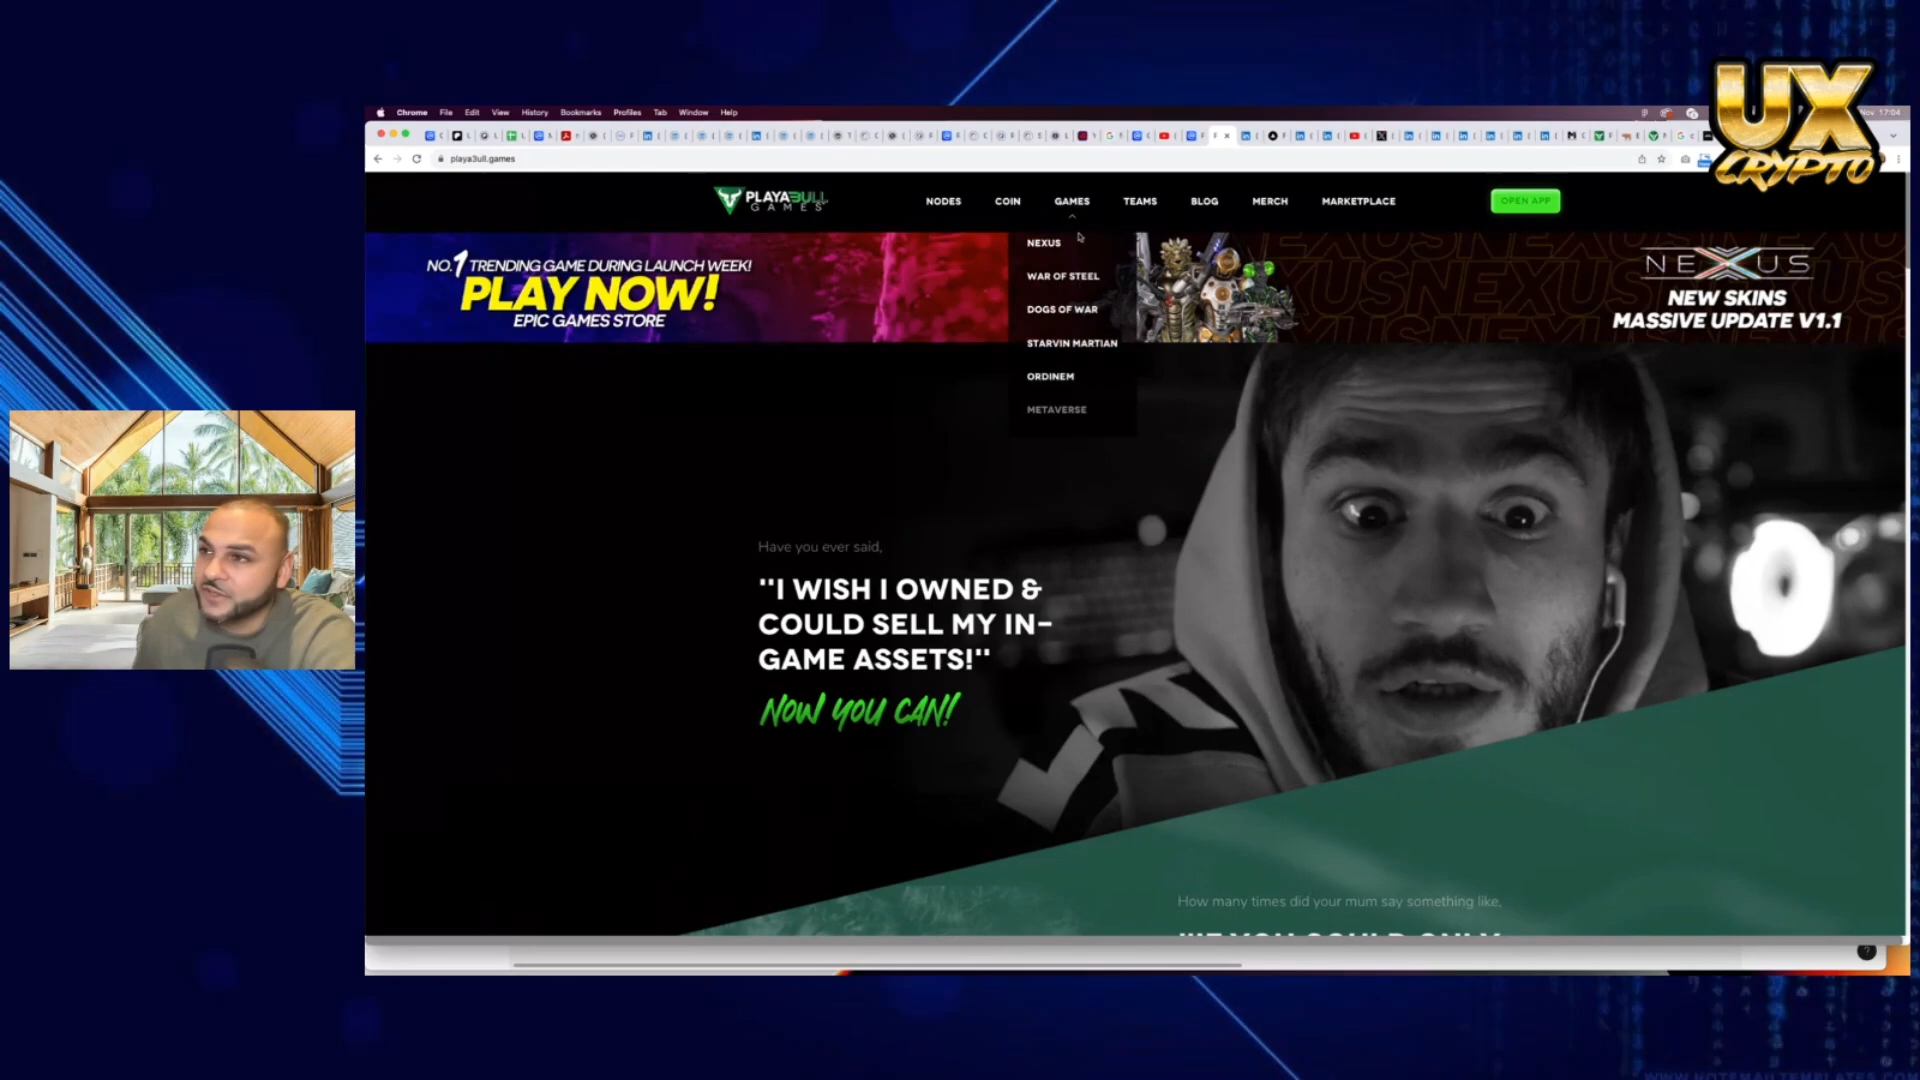 UX
CRYPTO
Chrome File Edit View History Bookmarks Profiles Tab Window Help
Nov 17:04
playa3ull.games
PLAYA3ULL
GAMES
NODES COIN GAMES TEAMS BLOG MERCH MARKETPLACE
OPEN APP
NEXUS
WAR OF STEEL
DOGS OF WAR
STARVIN MARTIAN
ORDINEM
METAVERSE
NO.1 TRENDING GAME DURING LAUNCH WEEK!
PLAY NOW!
EPIC GAMES STORE
NEXUS
NEW SKINS
MASSIVE UPDATE V1.1
Have you ever said,
"I WISH I OWNED &
COULD SELL MY IN-
GAME ASSETS!"
NOW YOU CAN!
How many times did your mum say something like,